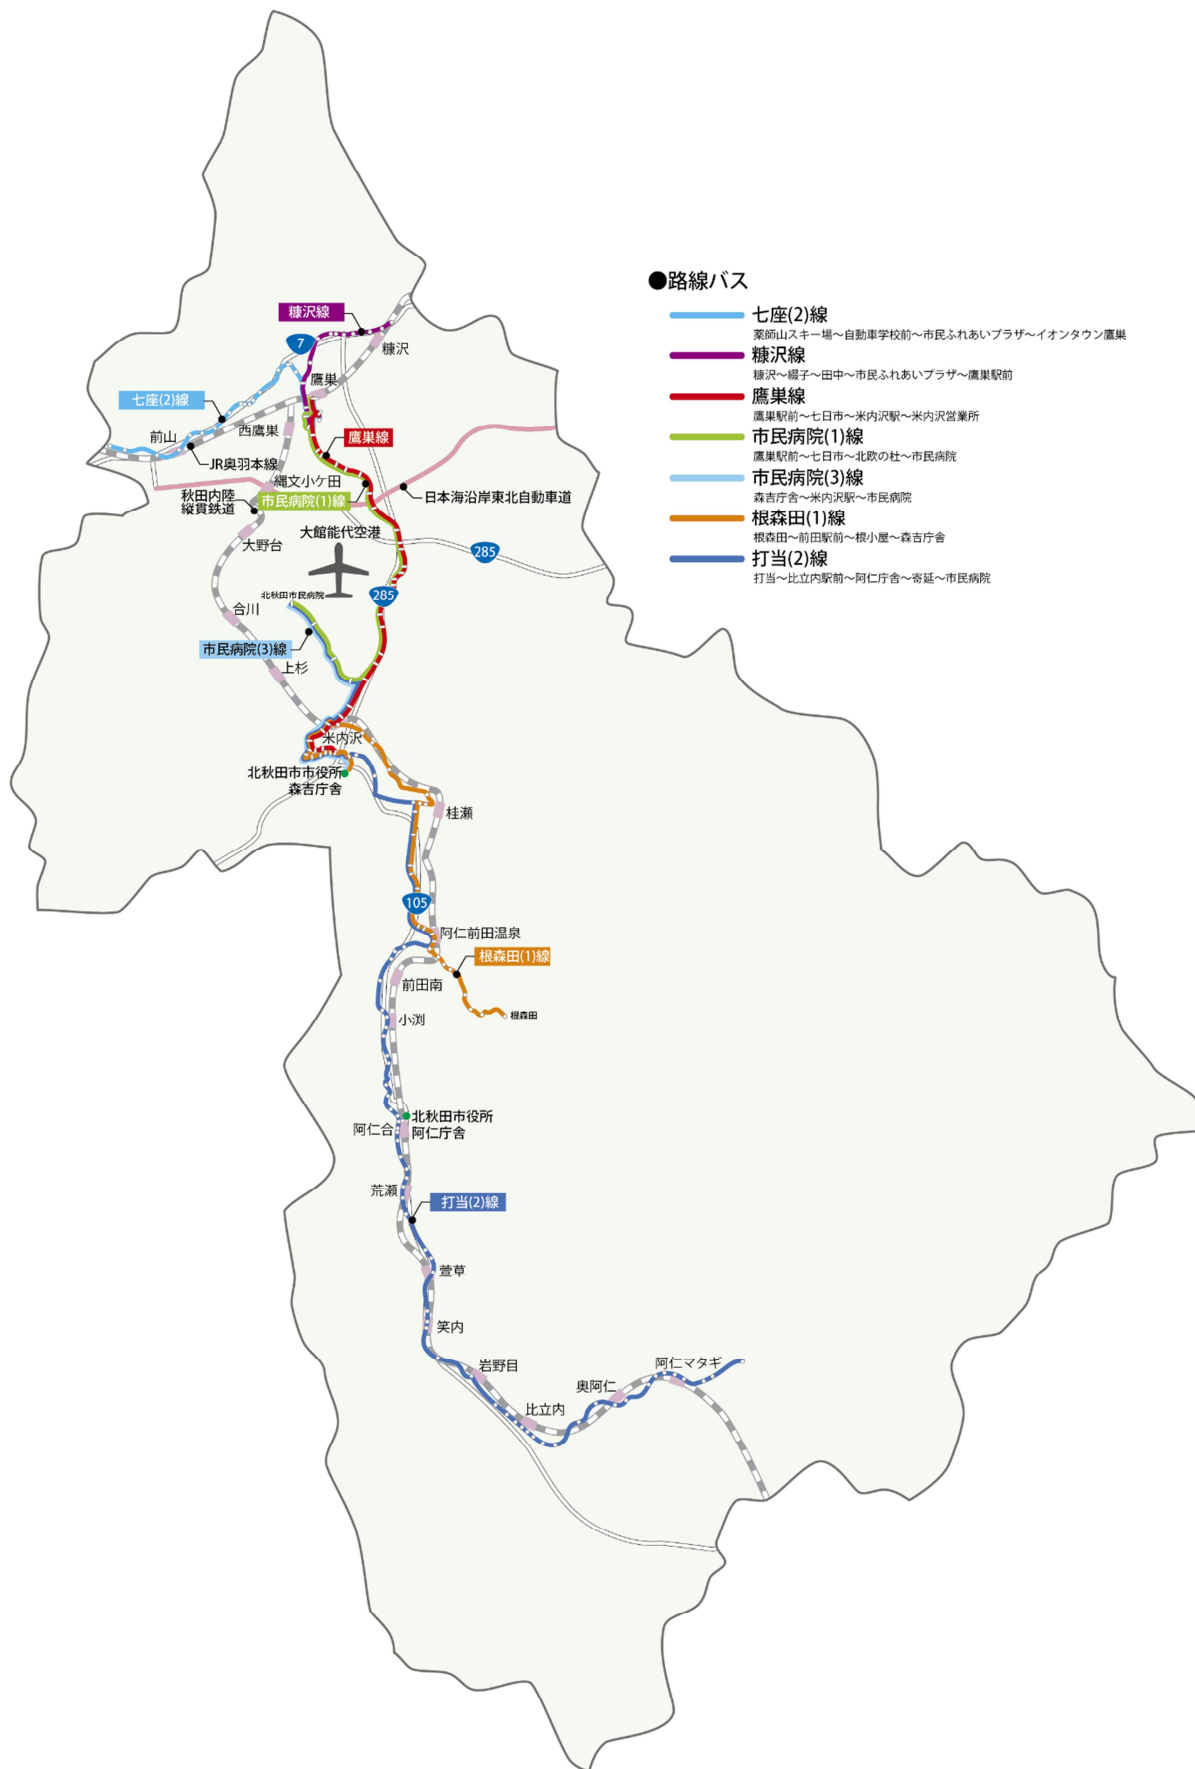 ●路線バス
七座(2)線
薬師山スキー場～自動車学校前～市民ふれあいプラザ～イオンタウン鷹巣
糠沢線
糠沢～綴子～田中～市民ふれあいプラザ～鷹巣駅前
鷹巣線
鷹巣駅前～七日市～米内沢駅～米内沢営業所
市民病院(1)線
鷹巣駅前～七日市～北欧の杜～市民病院
市民病院(3)線
森吉庁舎～米内沢駅～市民病院
根森田(1)線
根森田～前田駅前～根小屋～森吉庁舎
打当(2)線
打当～比立内駅前～阿仁庁舎～寄延～市民病院
糠沢線
7
糠沢
鷹巣
七座(2)線
前山
西鷹巣
鷹巣線
JR奥羽本線
縄文小ケ田
秋田内陸
縦貫鉄道
市民病院(1)線
日本海沿岸東北自動車道
大館能代空港
大野台
285
北秋田市民病院
285
合川
市民病院(3)線
上杉
米内沢
北秋田市市役所
森吉庁舎
桂瀬
105
阿仁前田温泉
根森田(1)線
前田南
小渕
根森田
北秋田市役所
阿仁庁舎
阿仁合
荒瀬
打当(2)線
萱草
笑内
岩野目
阿仁マタギ
奥阿仁
比立内